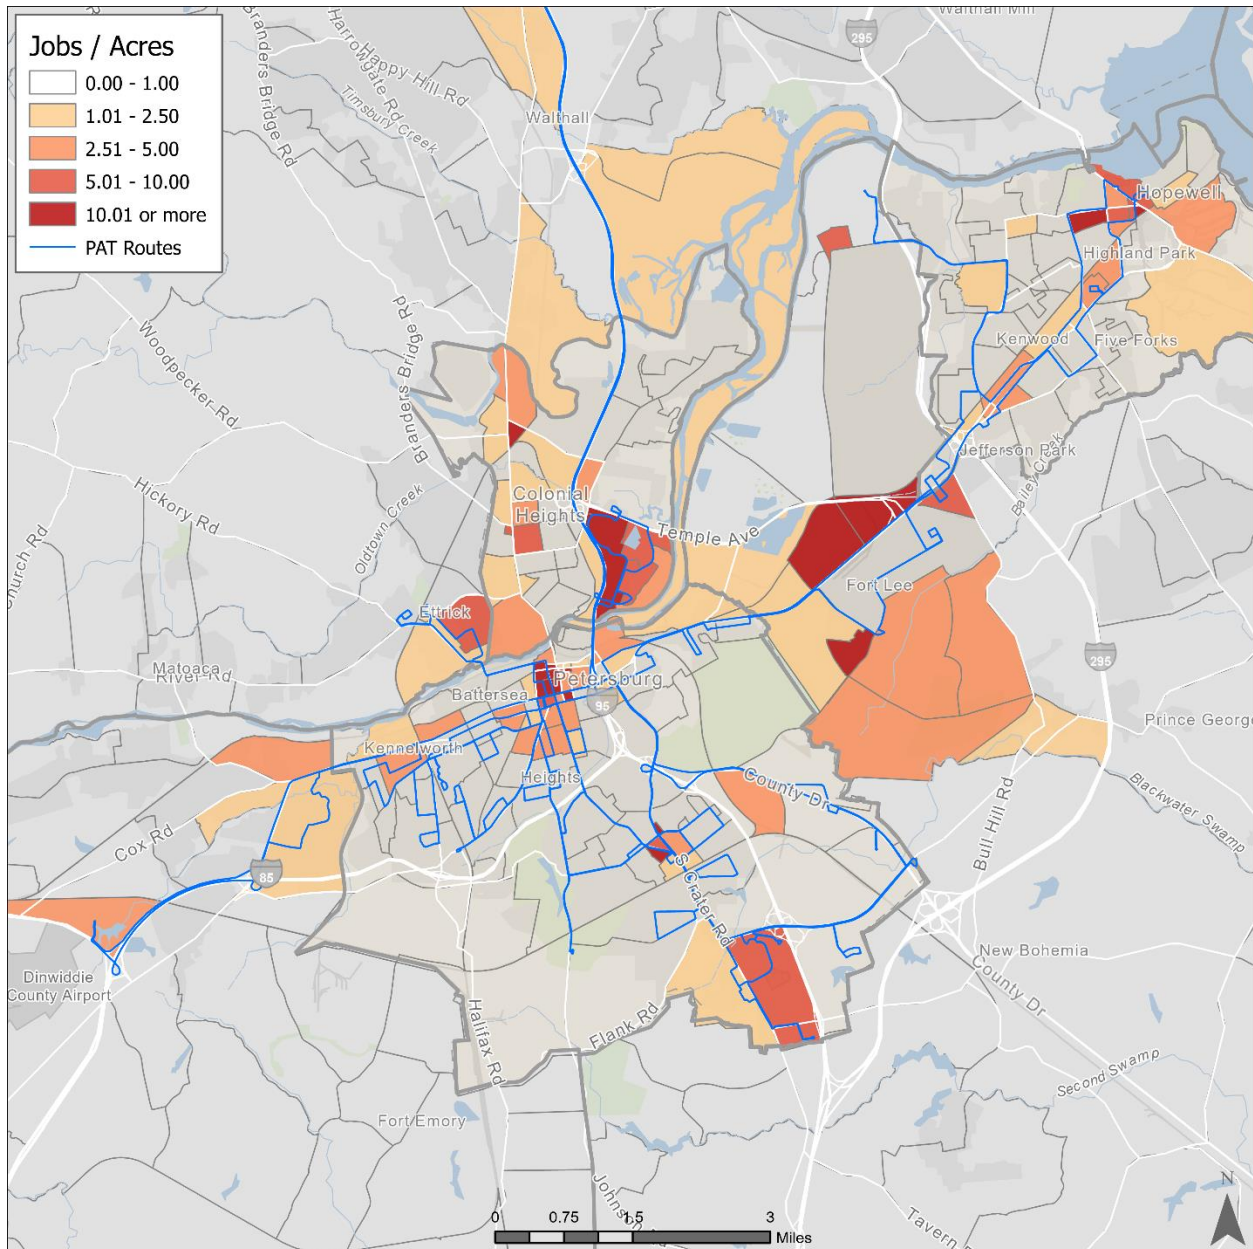 Jobs / Acres
0.00 - 1.00
1.01 - 2.50
2.51 - 5.00
5.01 - 10.00
10.01 or more
PAT Routes
Branders Bridge Rd
Harrowgate Rd
Happy Hill Rd
Timsbury Creek
Walthall
Walthall Mill
295
Hopewell
Highland Park
Kenwood
Five Forks
Jefferson Park
Bailey Creek
Woodpecker Rd
Branders Bridge Rd
Hickory Rd
Oldtown Creek
Church Rd
Colonial
Heights
Temple Ave
Fort Lee
Ettrick
Matoaca
River Rd
Battersea
Petersburg
95
295
Prince George
Kennelworth
Heights
County Dr
Bull Hill Rd
Blackwater Swamp
Cox Rd
85
S Crater Rd
Dinwiddie
County Airport
New Bohemia
County Dr
Halifax Rd
Flank Rd
Second Swamp
Fort Emory
Johnson
Tavern
N
0
0.75
1.5
3
Miles